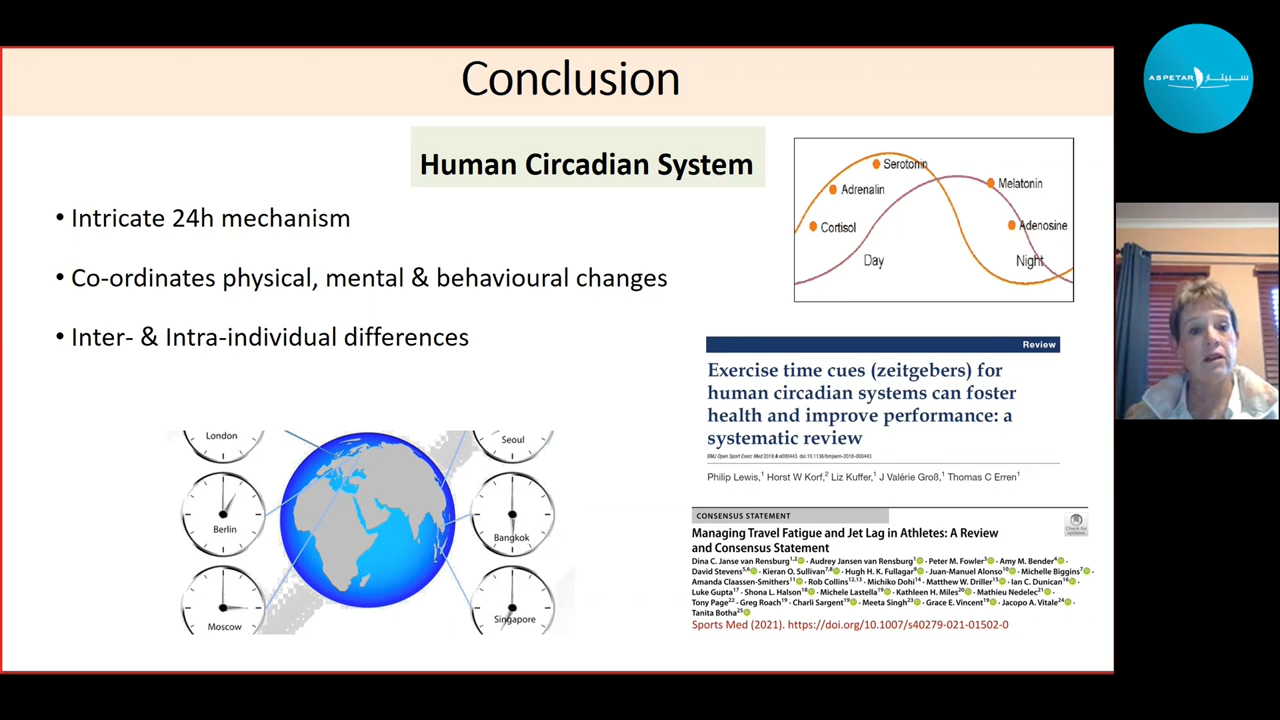 Conclusion
ASPETAR سبيتار
Human Circadian System
• Intricate 24h mechanism
• Co-ordinates physical, mental & behavioural changes
• Inter- & Intra-individual differences
Serotonin
Adrenalin
Melatonin
Cortisol
Adenosine
Day
Night
Review
Exercise time cues (zeitgebers) for
human circadian systems can foster
health and improve performance: a
systematic review
BMJ Open Sport Exerc Med 2018;4:e000443. doi:10.1136/bmjsem-2018-000443
Philip Lewis,1 Horst W Korf,2 Liz Kuffer,1 J Valérie Groß,1 Thomas C Erren1
London
Seoul
Berlin
Bangkok
Moscow
Singapore
CONSENSUS STATEMENT
Check for
updates
Managing Travel Fatigue and Jet Lag in Athletes: A Review
and Consensus Statement
Dina C. Janse van Rensburg1,2 · Audrey Jansen van Rensburg1 · Peter M. Fowler3 · Amy M. Bender4 ·
David Stevens5,6 · Kieran O. Sullivan7,8 · Hugh H. K. Fullagar9 · Juan-Manuel Alonso10 · Michelle Biggins7 ·
Amanda Claassen-Smithers11 · Rob Collins12,13 · Michiko Dohi14 · Matthew W. Driller15 · Ian C. Dunican16 ·
Luke Gupta17 · Shona L. Halson18 · Michele Lastella19 · Kathleen H. Miles20 · Mathieu Nedelec21 ·
Tony Page22 · Greg Roach19 · Charli Sargent19 · Meeta Singh23 · Grace E. Vincent19 · Jacopo A. Vitale24 ·
Tanita Botha25
Sports Med (2021). https://doi.org/10.1007/s40279-021-01502-0